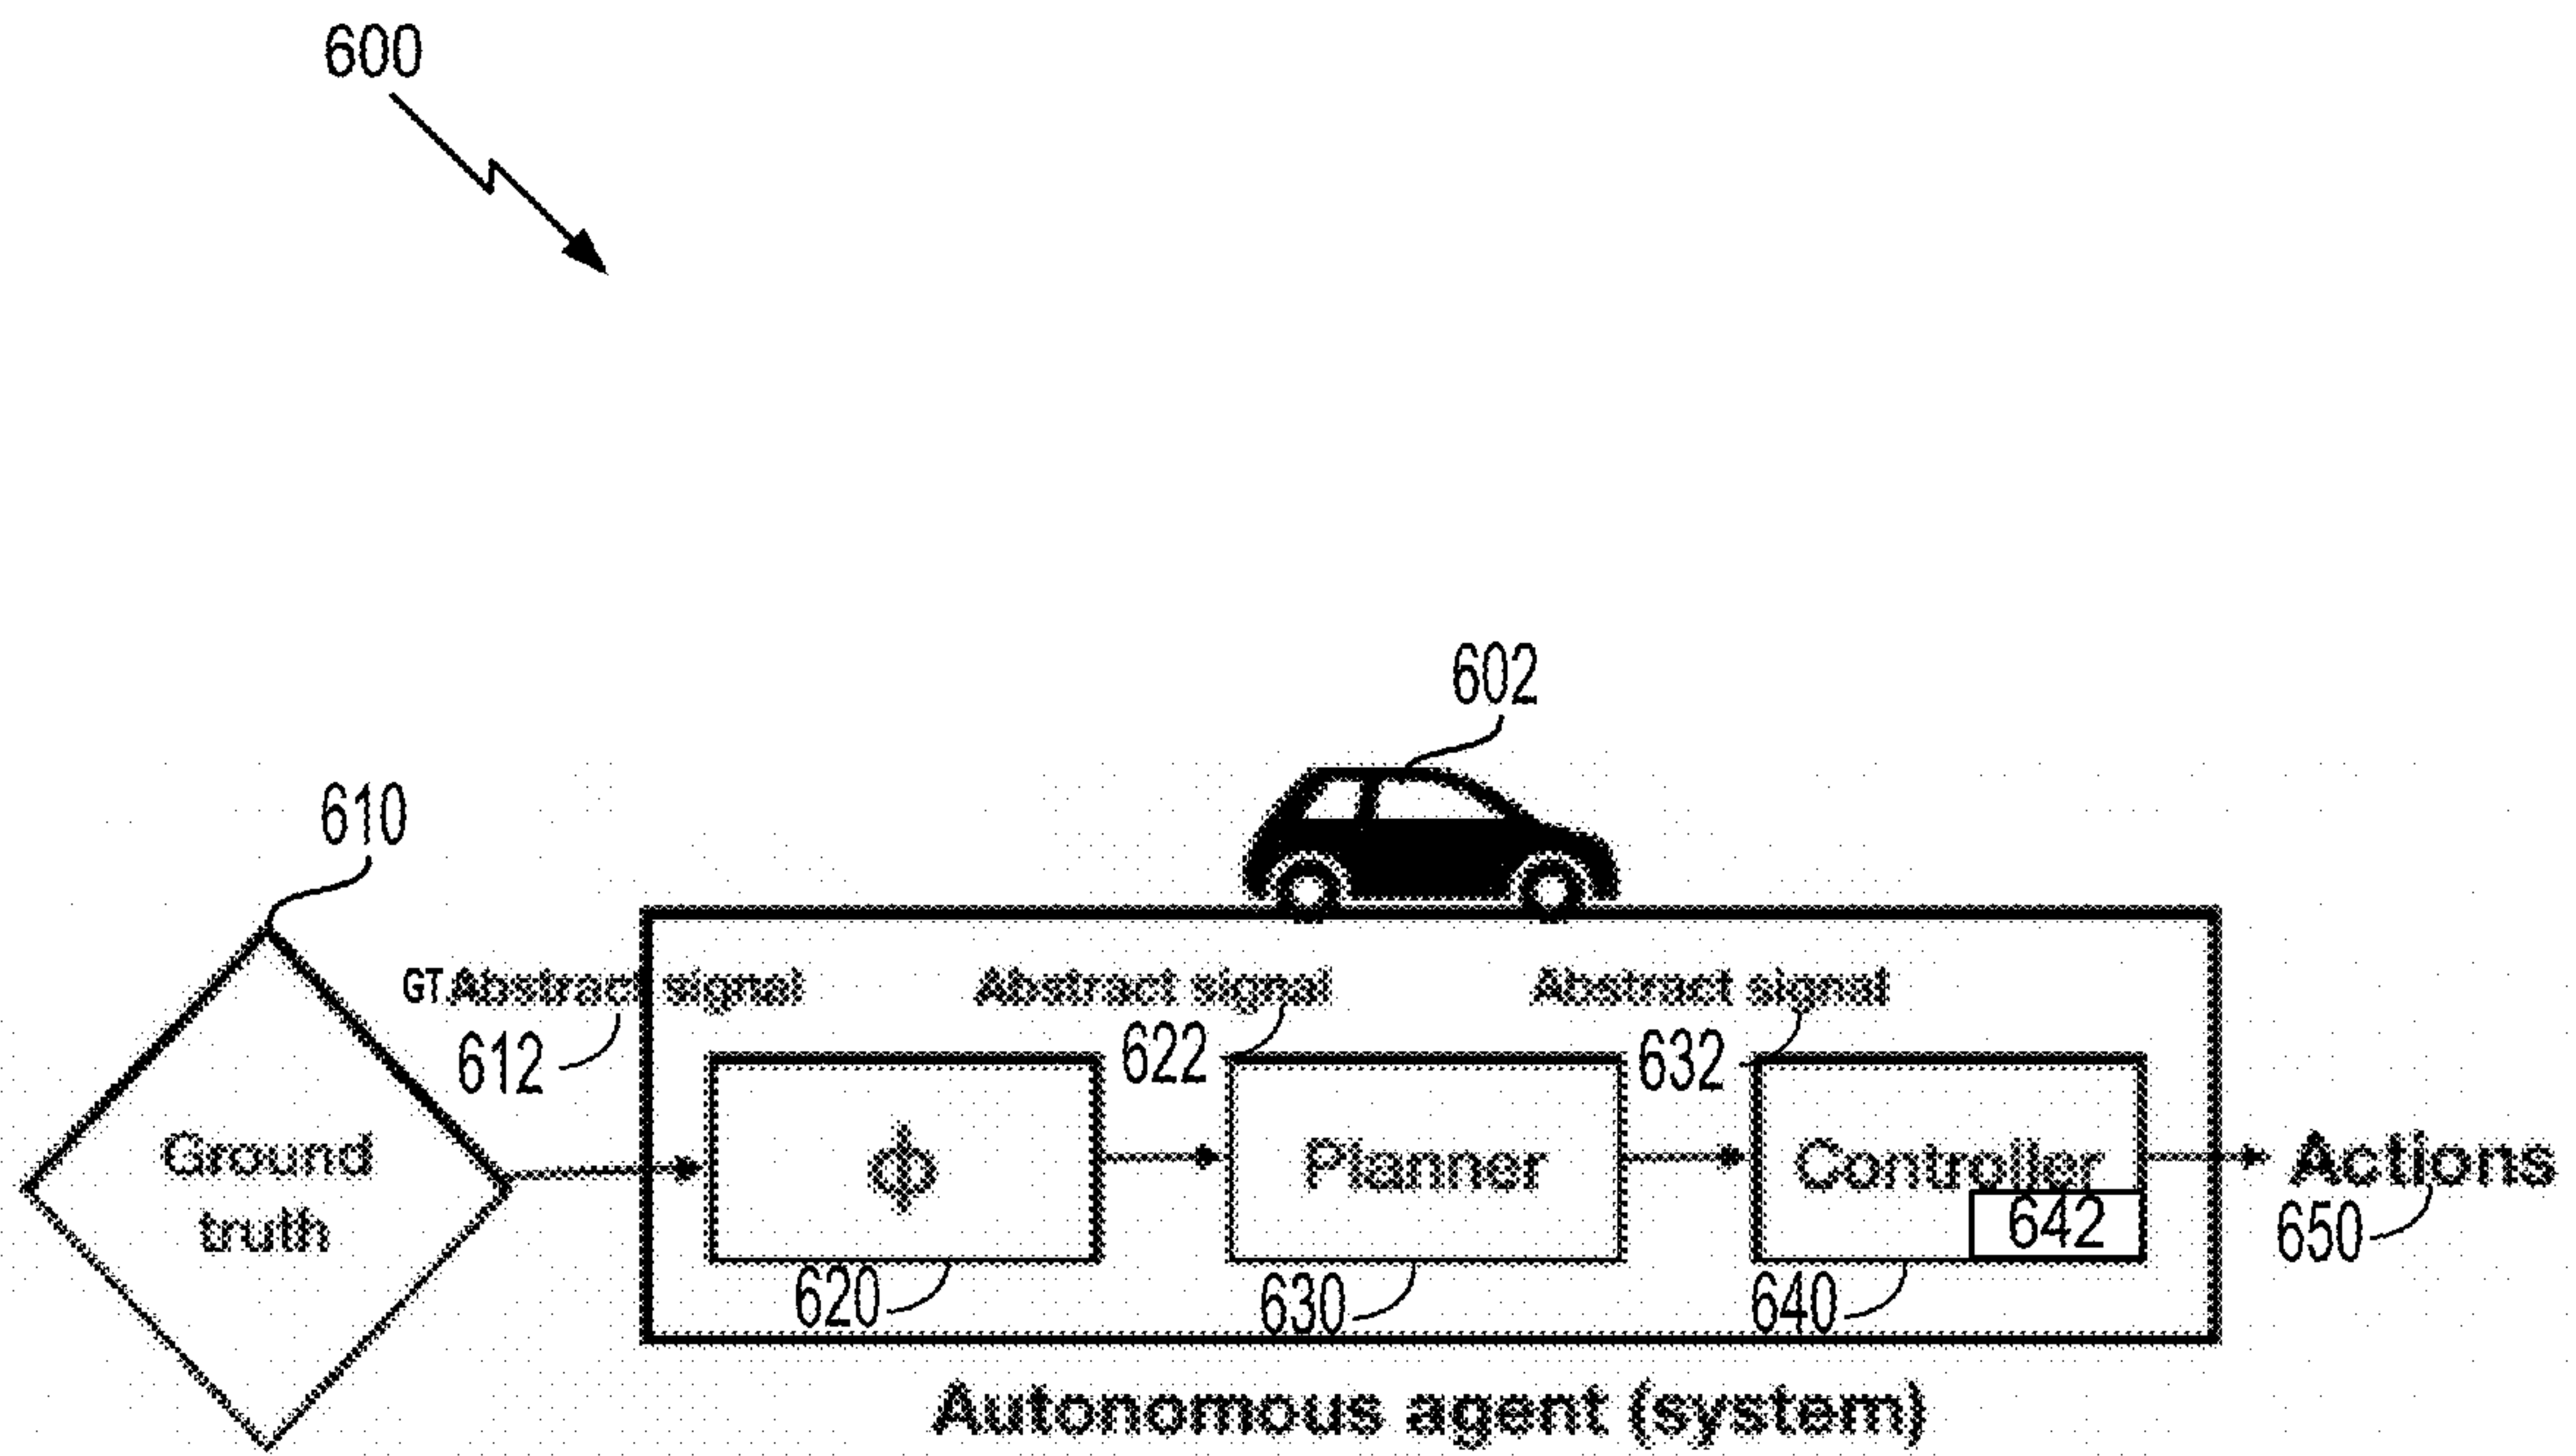 600
602
610
GT Abstract signal
Abstract signal
Abstract signal
612
622
632
Ground
truth
ϕ
Planner
Controller
642
Actions
650
620
630
640
Autonomous agent (system)